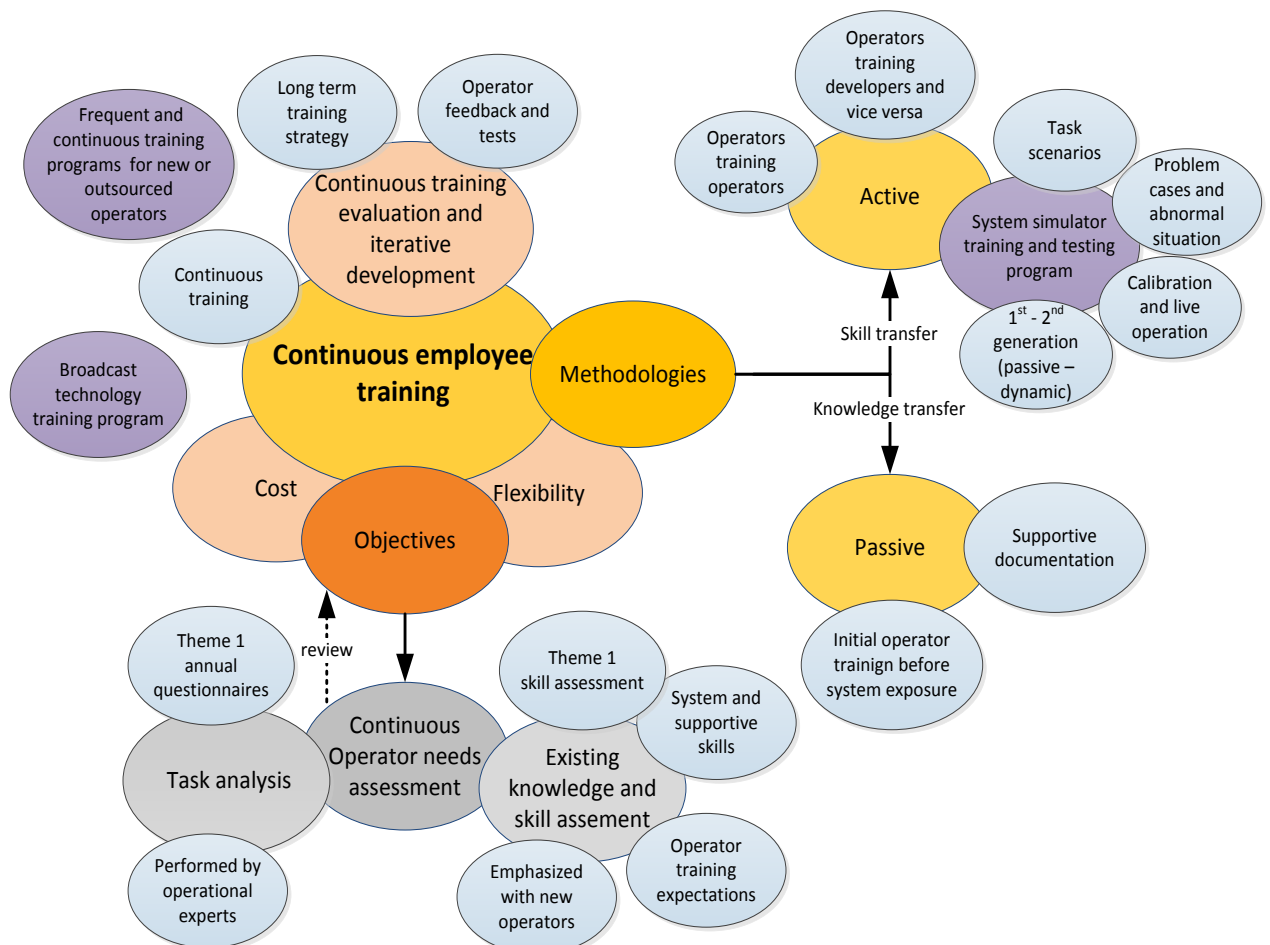 Frequent and
continuous training
programs for new or
outsourced
operators
Long term
training
strategy
Operator
feedback and
tests
Continuous training
evaluation and
iterative
development
Continuous
training
Broadcast
technology
training program
Continuous employee
training
Methodologies
Cost
Flexibility
Objectives
Operators
training
developers and
vice versa
Operators
training
operators
Active
Task
scenarios
Problem
cases and
abnormal
situation
System simulator
training and testing
program
Calibration
and live
operation
1st - 2nd
generation
(passive –
dynamic)
Skill transfer
Knowledge transfer
Passive
Supportive
documentation
Initial operator
trainign before
system exposure
review
Theme 1
annual
questionnaires
Task analysis
Performed by
operational
experts
Continuous
Operator needs
assessment
Theme 1
skill assessment
System and
supportive
skills
Existing
knowledge and
skill assement
Emphasized with new
operators
Operator
training
expectations